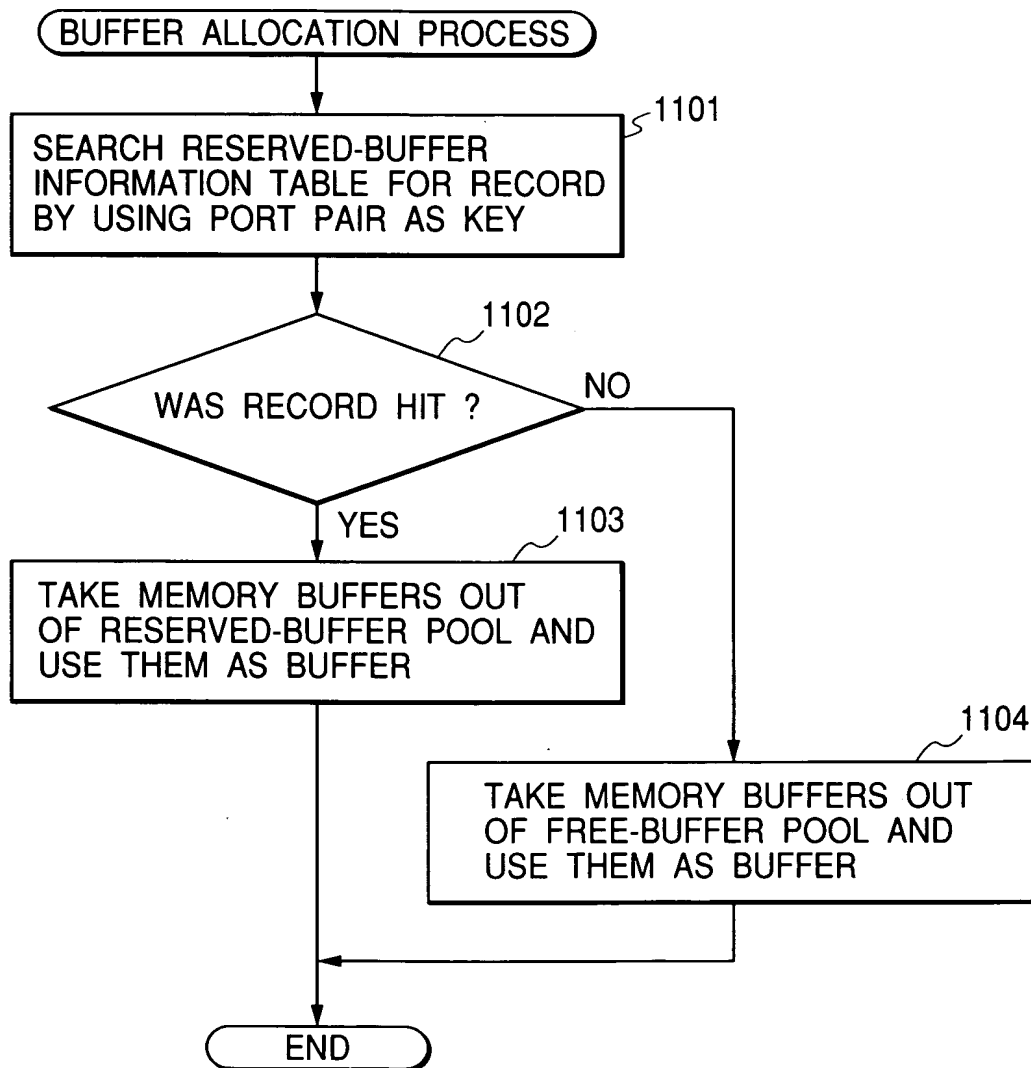 BUFFER ALLOCATION PROCESS
1101
SEARCH RESERVED-BUFFER
INFORMATION TABLE FOR RECORD
BY USING PORT PAIR AS KEY
1102
WAS RECORD HIT ?
NO
YES
1103
TAKE MEMORY BUFFERS OUT
OF RESERVED-BUFFER POOL AND
USE THEM AS BUFFER
1104
TAKE MEMORY BUFFERS OUT
OF FREE-BUFFER POOL AND
USE THEM AS BUFFER
END